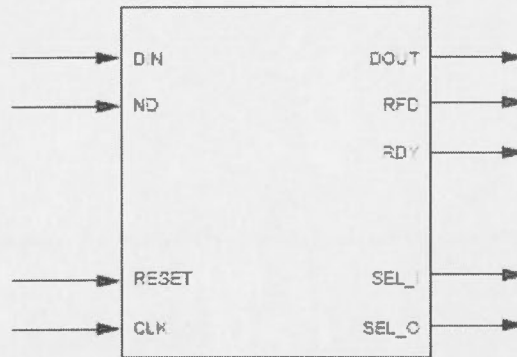 DIN
ND
RESET
CLK
DOUT
RFD
RDY
SEL_I
SEL_O